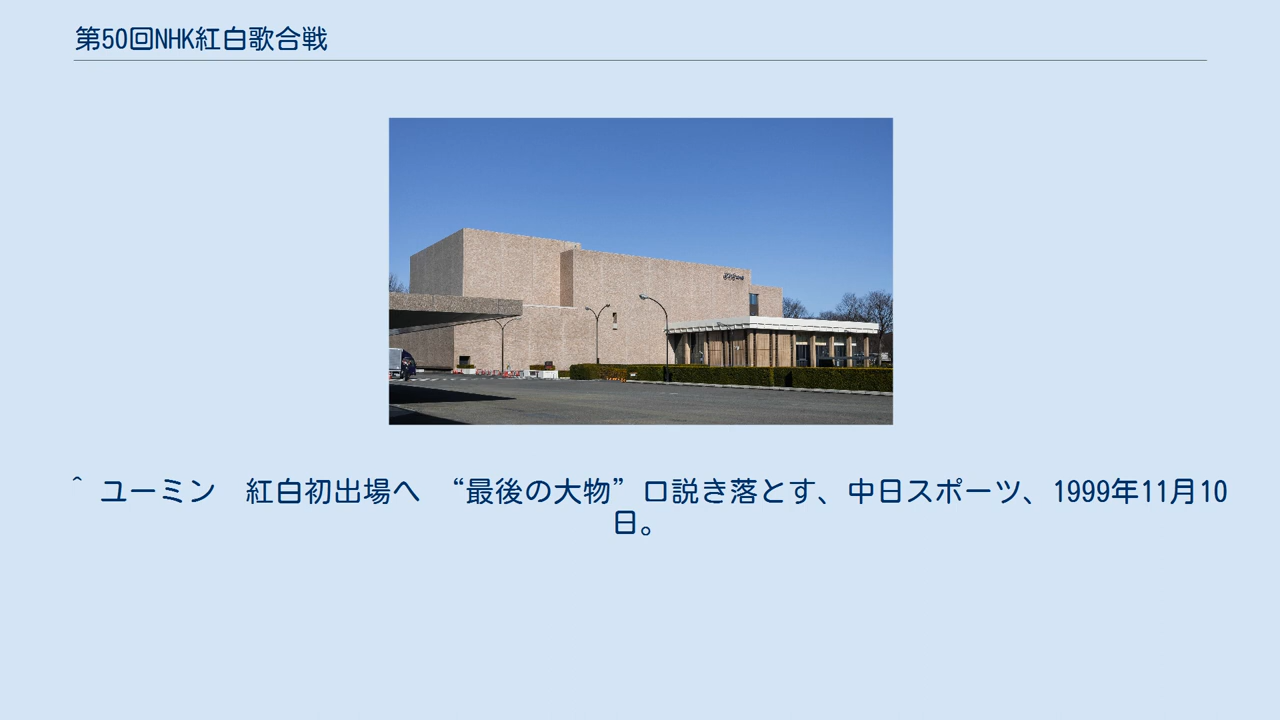 第50回NHK紅白歌合戦
^ ユーミン　紅白初出場へ　“最後の大物”口説き落とす、中日スポーツ、1999年11月10
日。